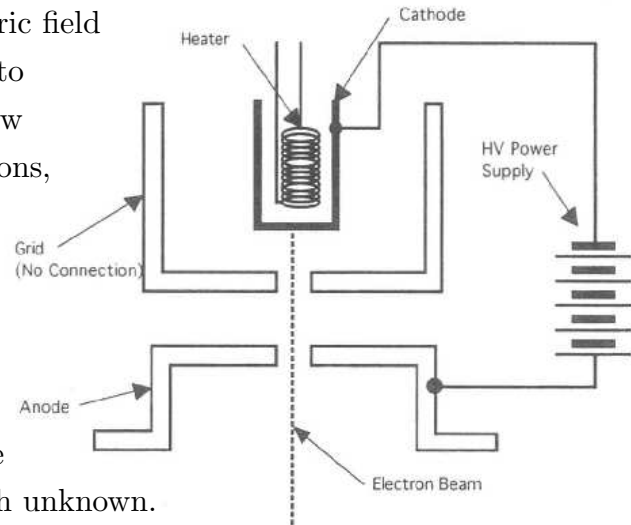 ric field
to
w
ons,
Heater
Cathode
HV Power
Supply
Grid
(No Connection)
Anode
Electron Beam
h unknown.